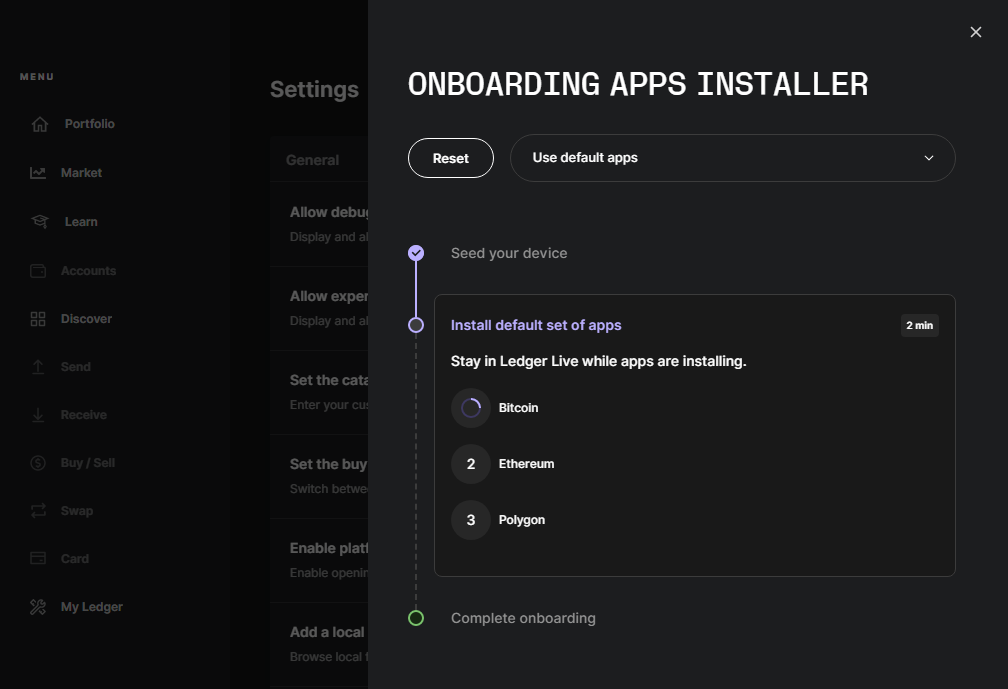 MENU
Portfolio
Market
Learn
Accounts
Discover
Send
Receive
Buy / Sell
Swap
Card
My Ledger
Settings
General
Allow debug
Display and al
Allow exper
Display and al
Set the cata
Enter your cus
Set the buy
Switch betwee
Enable platf
Enable openin
Add a local
Browse local f
ONBOARDING APPS INSTALLER
Reset
Use default apps
Seed your device
Install default set of apps
2 min
Stay in Ledger Live while apps are installing.
Bitcoin
2 Ethereum
3 Polygon
Complete onboarding